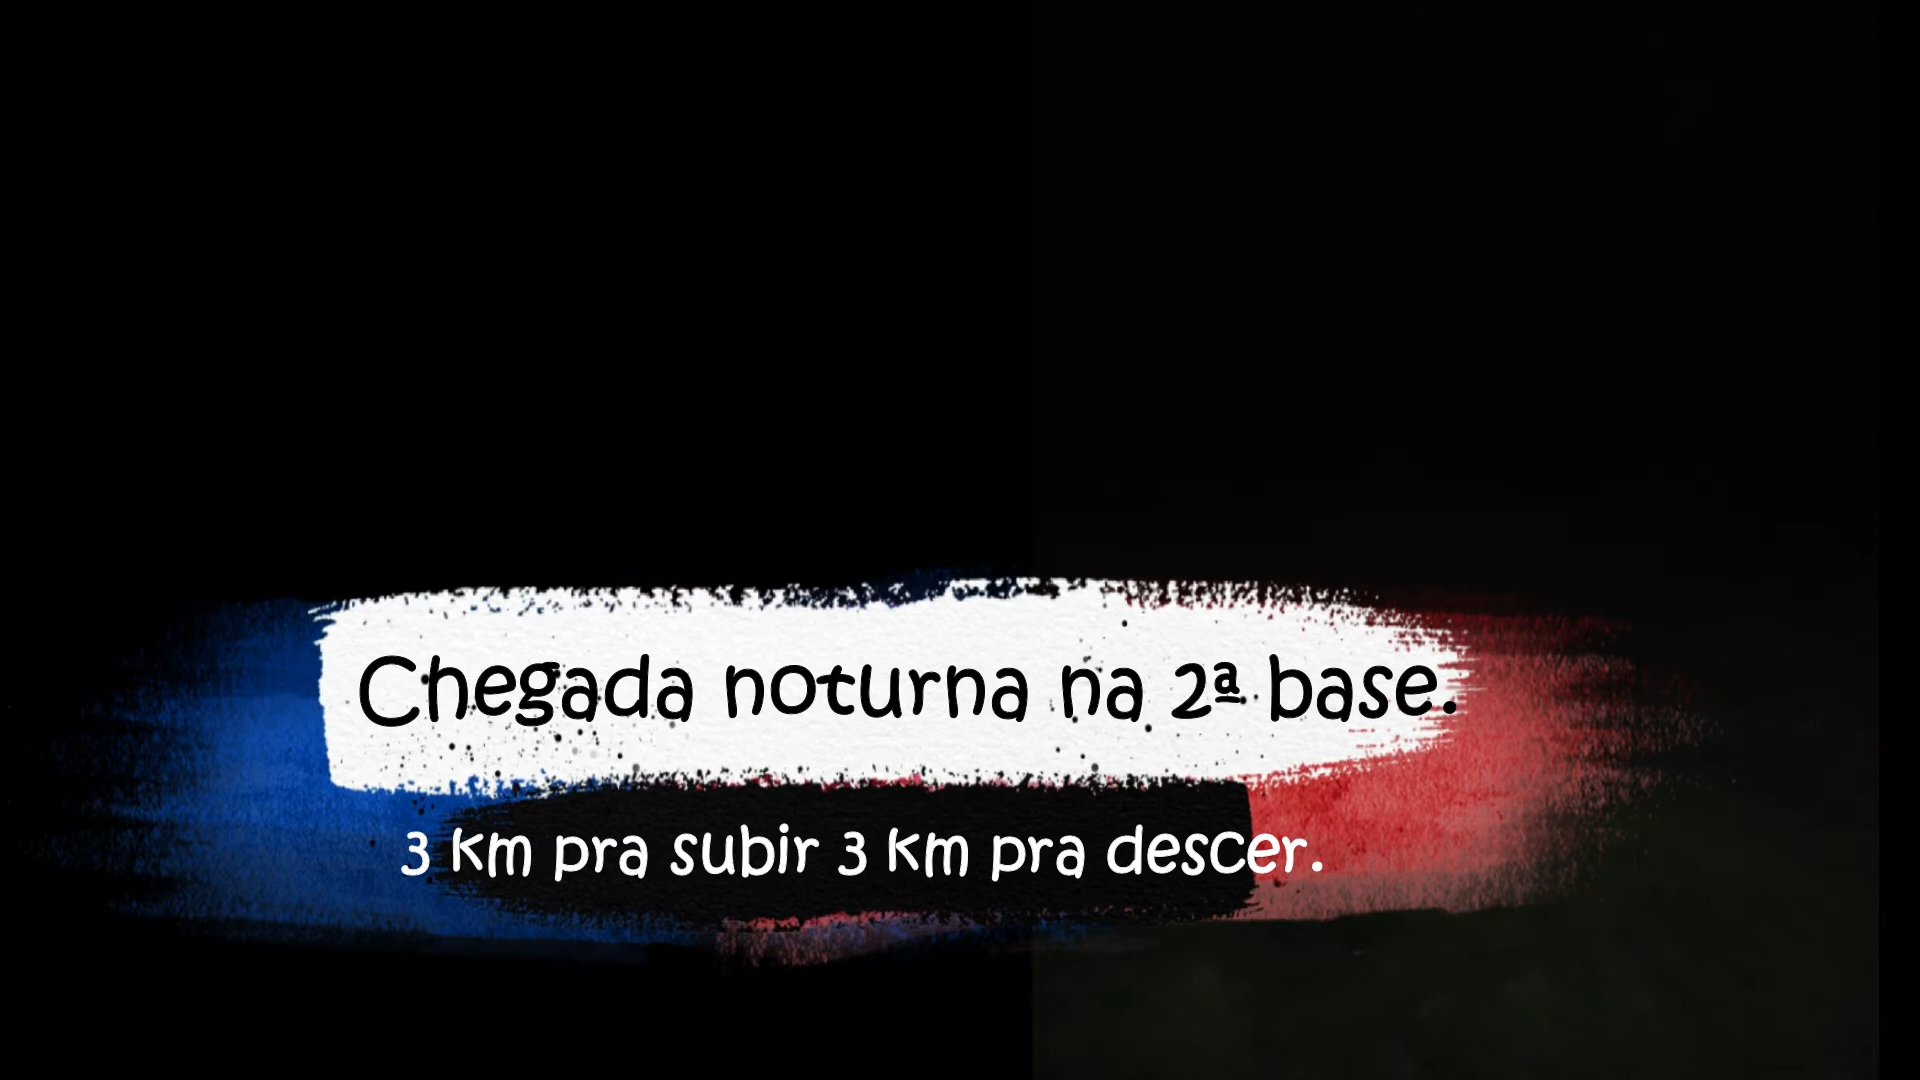 Chegada noturna na 2ª base.
3 km pra subir 3 km pra descer.